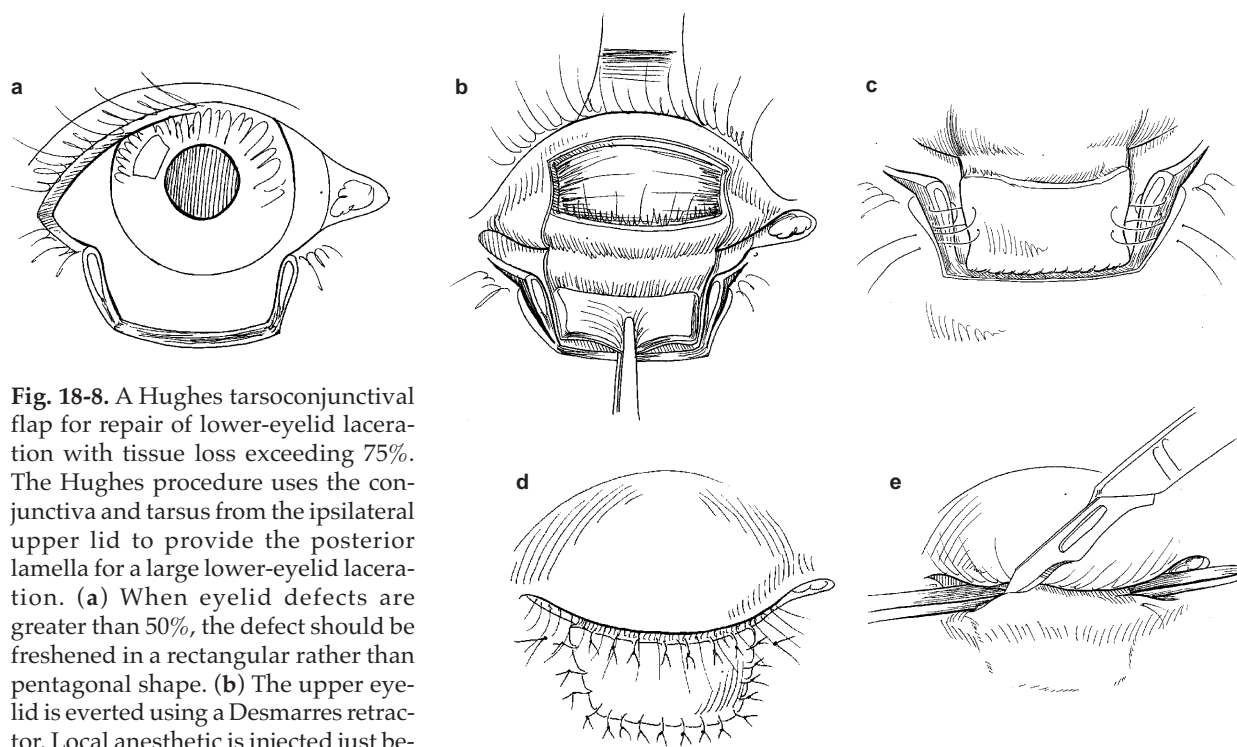 a
b
c
Fig. 18-8. A Hughes tarsoconjunctival
flap for repair of lower-eyelid lacera-
tion with tissue loss exceeding 75%.
The Hughes procedure uses the con-
junctiva and tarsus from the ipsilateral
upper lid to provide the posterior
lamella for a large lower-eyelid lacera-
tion. (a) When eyelid defects are
greater than 50%, the defect should be
freshened in a rectangular rather than
pentagonal shape. (b) The upper eye-
lid is everted using a Desmarres retrac-
tor. Local anesthetic is injected just be-
d
e